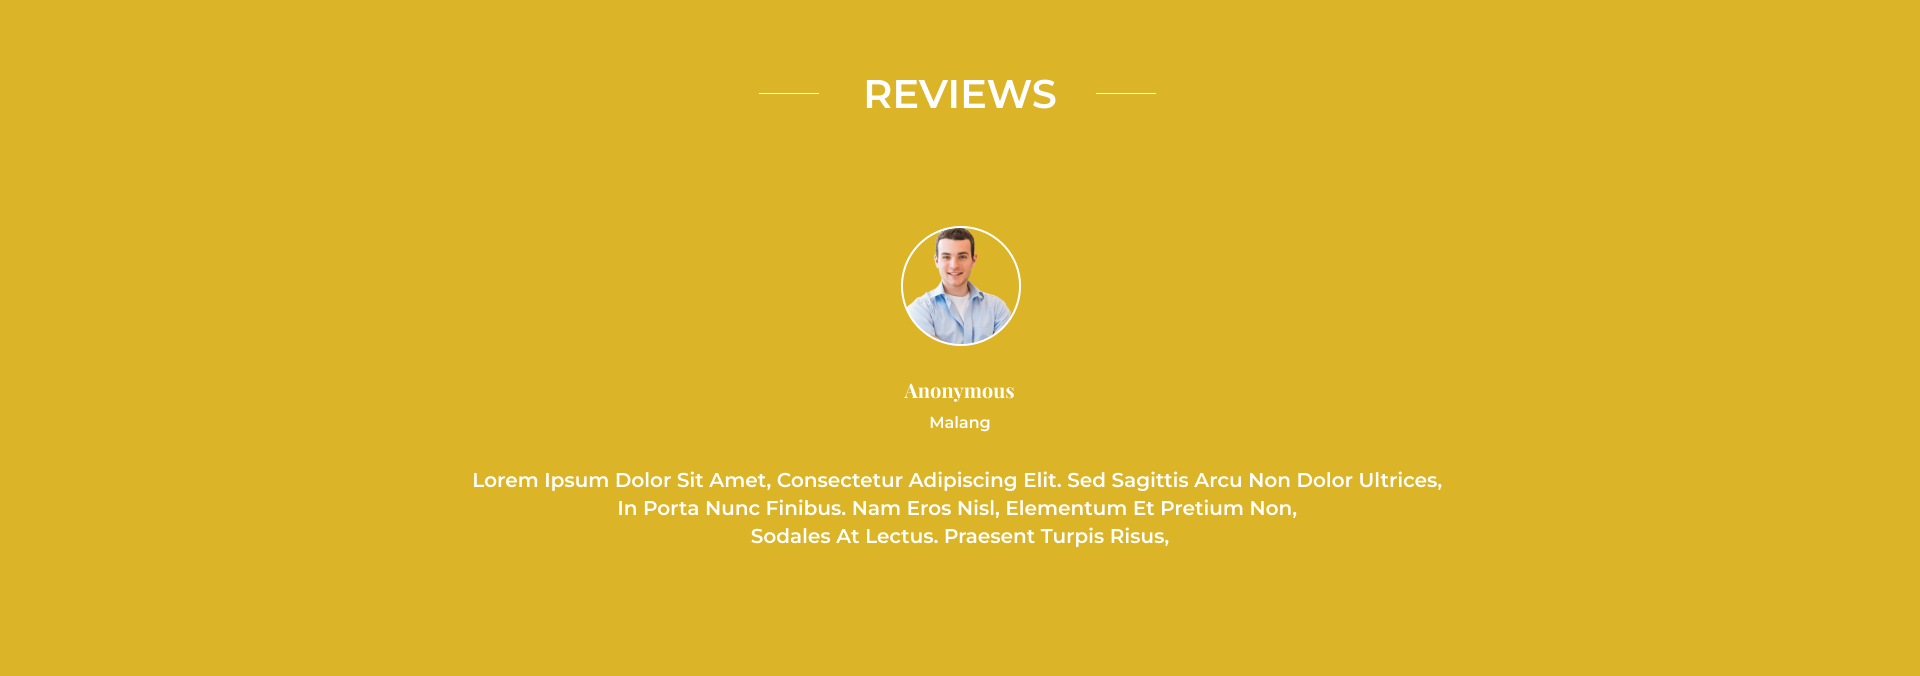 REVIEWS
Anonymous
Malang
Lorem Ipsum Dolor Sit Amet, Consectetur Adipiscing Elit. Sed Sagittis Arcu Non Dolor Ultrices,
In Porta Nunc Finibus. Nam Eros Nisl, Elementum Et Pretium Non,
Sodales At Lectus. Praesent Turpis Risus,